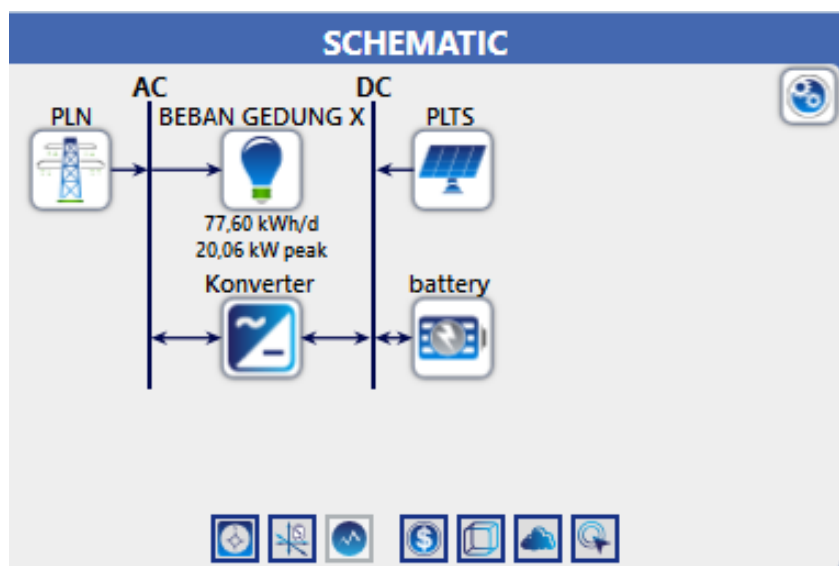 SCHEMATIC
AC DC
PLN BEBAN GEDUNG X PLTS
77,60 kWh/d
20,06 kW peak
Konverter battery